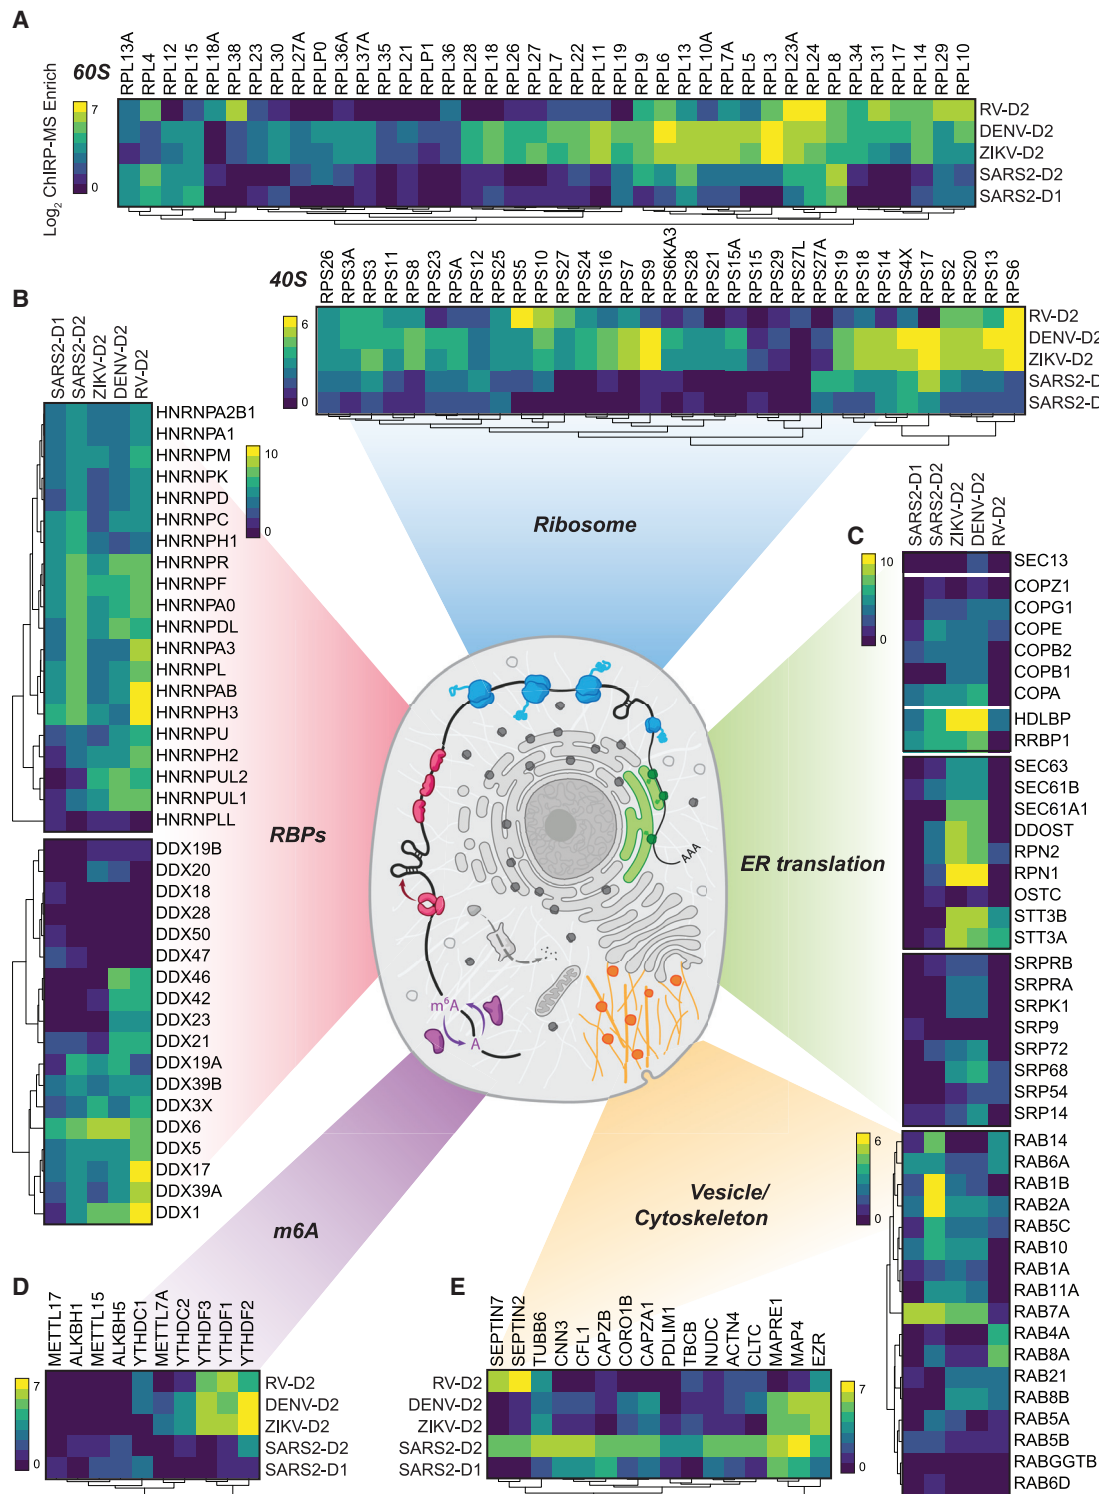 A
60S
RPL13A RPL4 RPL12 RPL15 RPL18A RPL38 RPL23 RPL30 RPL27A RPLP0 RPL36A RPL37A RPL35 RPL21 RPLP1 RPL36 RPL28 RPL18 RPL26 RPL27 RPL7 RPL22 RPL11 RPL19 RPL9 RPL6 RPL13 RPL10A RPL7A RPL5 RPL3 RPL23A RPL24 RPL8 RPL34 RPL31 RPL17 RPL14 RPL29 RPL10
Log2 ChIRP-MS Enrich
7
0
RV-D2
DENV-D2
ZIKV-D2
SARS2-D2
SARS2-D1
40S
RPS26 RPS3A RPS3 RPS11 RPS8 RPS23 RPSA RPS12 RPS25 RPS5 RPS10 RPS27 RPS24 RPS16 RPS7 RPS9 RPS6KA3 RPS28 RPS21 RPS15A RPS15 RPS29 RPS27L RPS27A RPS19 RPS18 RPS14 RPS4X RPS17 RPS2 RPS20 RPS13 RPS6
6
0
RV-D2
DENV-D2
ZIKV-D2
SARS2-D
SARS2-D
Ribosome
B
SARS2-D1 SARS2-D2 ZIKV-D2 DENV-D2 RV-D2
10
0
HNRNPA2B1
HNRNPA1
HNRNPM
HNRNPK
HNRNPD
HNRNPC
HNRNPH1
HNRNPR
HNRNPF
HNRNPA0
HNRNPDL
HNRNPA3
HNRNPL
HNRNPAB
HNRNPH3
HNRNPU
HNRNPH2
HNRNPUL2
HNRNPUL1
HNRNPLL
DDX19B
DDX20
DDX18
DDX28
DDX50
DDX47
DDX46
DDX42
DDX23
DDX21
DDX19A
DDX39B
DDX3X
DDX6
DDX5
DDX17
DDX39A
DDX1
RBPs
AAA
m6A
A
C
SARS2-D1 SARS2-D2 ZIKV-D2 DENV-D2 RV-D2
10
0
SEC13
COPZ1
COPG1
COPE
COPB2
COPB1
COPA
HDLBP
RRBP1
SEC63
SEC61B
SEC61A1
DDOST
RPN2
RPN1
OSTC
STT3B
STT3A
SRPRB
SRPRA
SRPK1
SRP9
SRP72
SRP68
SRP54
SRP14
ER translation
6
0
RAB14
RAB6A
RAB1B
RAB2A
RAB5C
RAB10
RAB1A
RAB11A
RAB7A
RAB4A
RAB8A
RAB21
RAB8B
RAB5A
RAB5B
RABGGTB
RAB6D
Vesicle/
Cytoskeleton
m6A
D
METTL17 ALKBH1 METTL15 ALKBH5 YTHDC1 METTL7A YTHDC2 YTHDF3 YTHDF1 YTHDF2
7
0
RV-D2
DENV-D2
ZIKV-D2
SARS2-D2
SARS2-D1
E
SEPTIN7 SEPTIN2 TUBB6 CNN3 CFL1 CAPZB CORO1B CAPZA1 PDLIM1 TBCB NUDC ACTN4 CLTC MAPRE1 MAP4 EZR
RV-D2
DENV-D2
ZIKV-D2
SARS2-D2
SARS2-D1
7
0